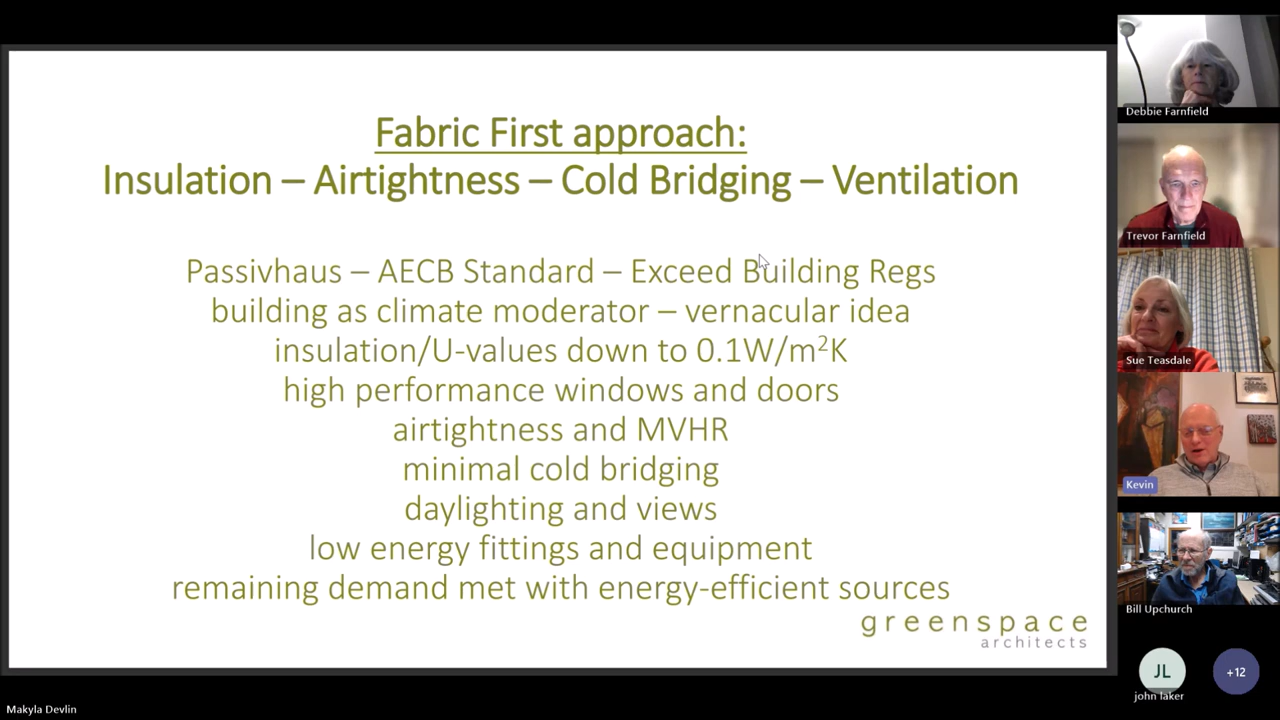 Fabric First approach:
Insulation – Airtightness – Cold Bridging – Ventilation
Passivhaus – AECB Standard – Exceed Building Regs
building as climate moderator – vernacular idea
insulation/U-values down to 0.1W/m²K
high performance windows and doors
airtightness and MVHR
minimal cold bridging
daylighting and views
low energy fittings and equipment
remaining demand met with energy-efficient sources
greenspace
architects
Debbie Farnfield
Trevor Farnfield
Sue Teasdale
Kevin
Bill Upchurch
JL
john laker
+12
Makyla Devlin